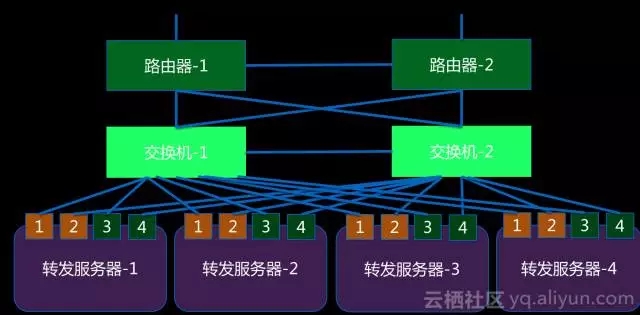 路由器-1 路由器-2
交换机-1 交换机-2
1 2 3 4 1 2 3 4 1 2 3 4 1 2 3 4
转发服务器-1 转发服务器-2 转发服务器-3 转发服务器-4
云栖社区 yq.aliyun.com